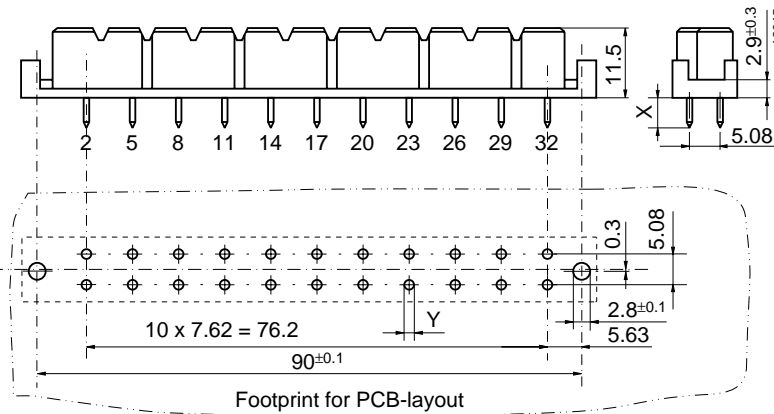 11.5
2.9±0.3
X
5.08
2 5 8 11 14 17 20 23 26 29 32
0.3
5.08
Y
10 x 7.62 = 76.2
2.8±0.1
5.63
90±0.1
Footprint for PCB-layout